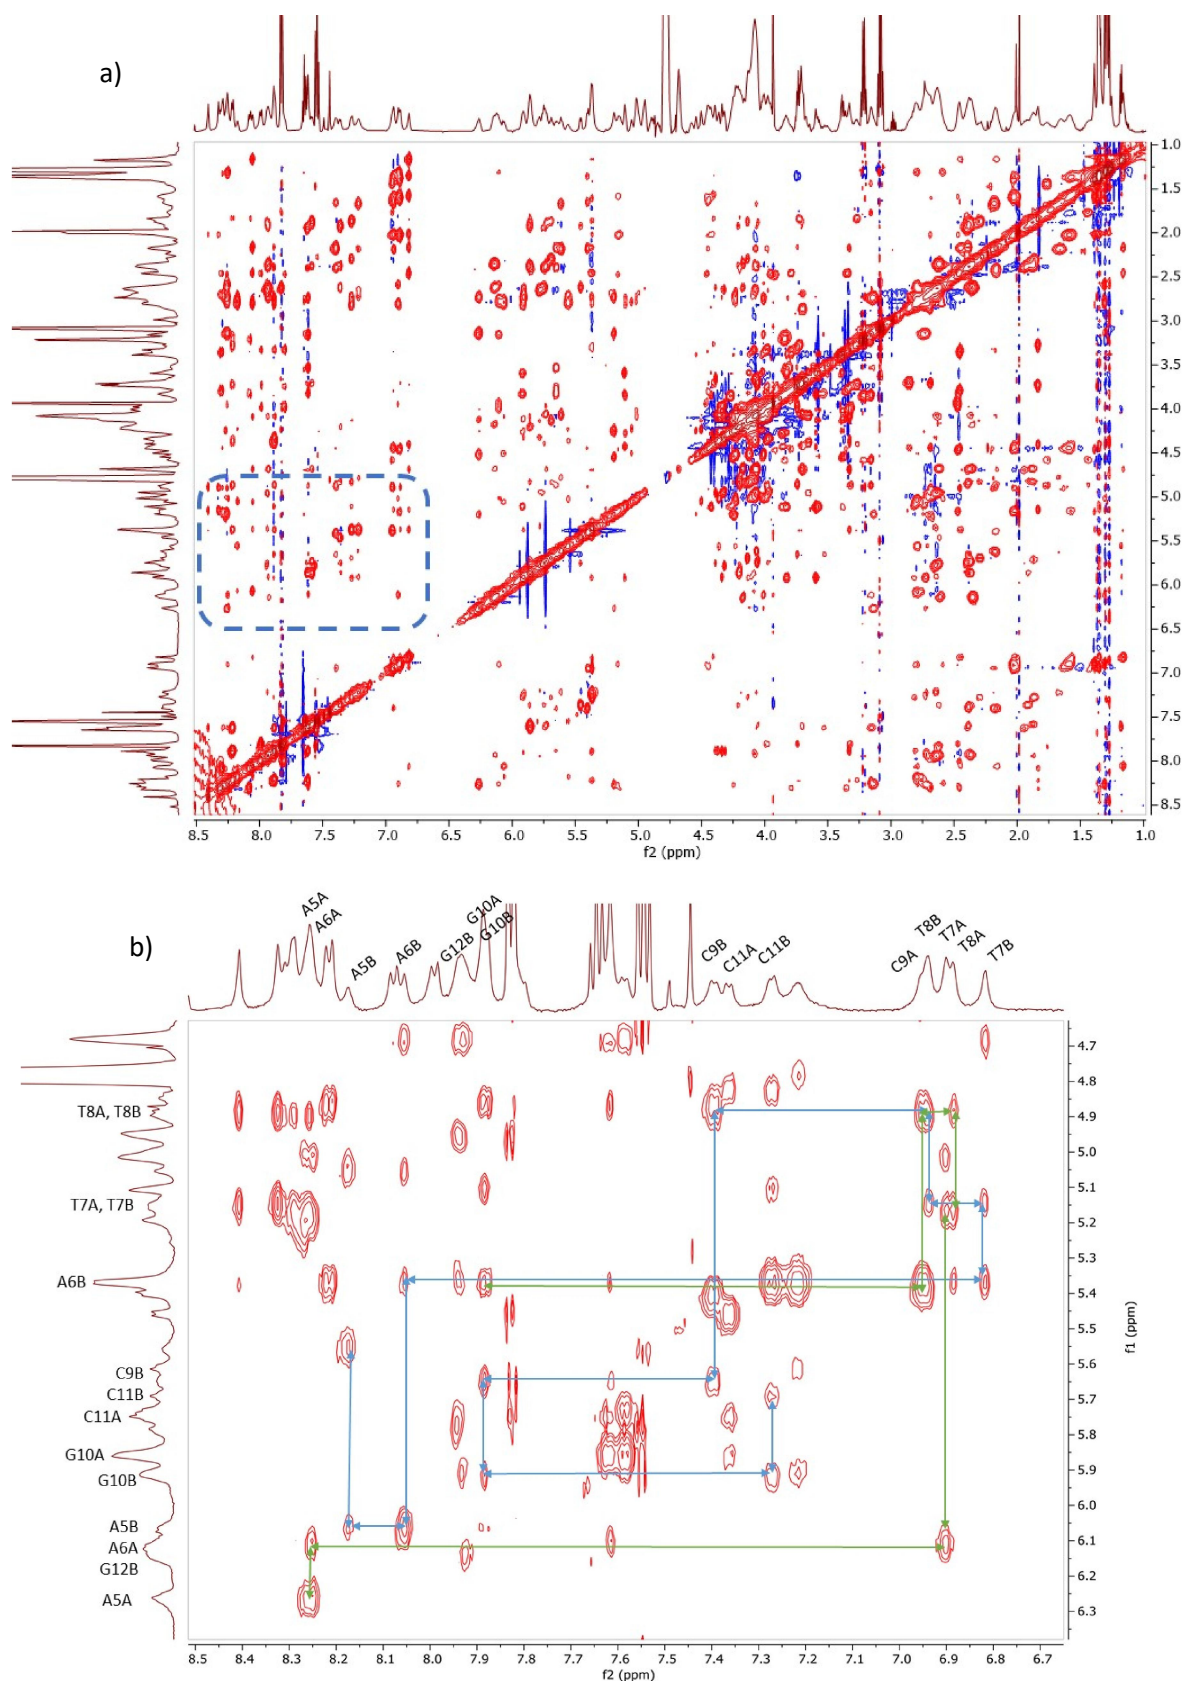 a)
1.0
1.5
2.0
2.5
3.0
3.5
4.0
4.5
5.0
5.5
6.0
6.5
7.0
7.5
8.0
8.5
8.5 8.0 7.5 7.0 6.5 6.0 5.5 5.0 4.5 4.0 3.5 3.0 2.5 2.0 1.5 1.0
f2 (ppm)
b)
A5A
A6A
A5B
A6B
G12B
G10A
G10B
C9B
C11A
C11B
C9A
T8B
T7A
T8A
T7B
T8A, T8B
T7A, T7B
A6B
C9B
C11B
C11A
G10A
G10B
A5B
A6A
G12B
A5A
4.7
4.8
4.9
5.0
5.1
5.2
5.3
5.4
5.5
5.6
5.7
5.8
5.9
6.0
6.1
6.2
6.3
f1 (ppm)
8.5 8.4 8.3 8.2 8.1 8.0 7.9 7.8 7.7 7.6 7.5 7.4 7.3 7.2 7.1 7.0 6.9 6.8 6.7
f2 (ppm)